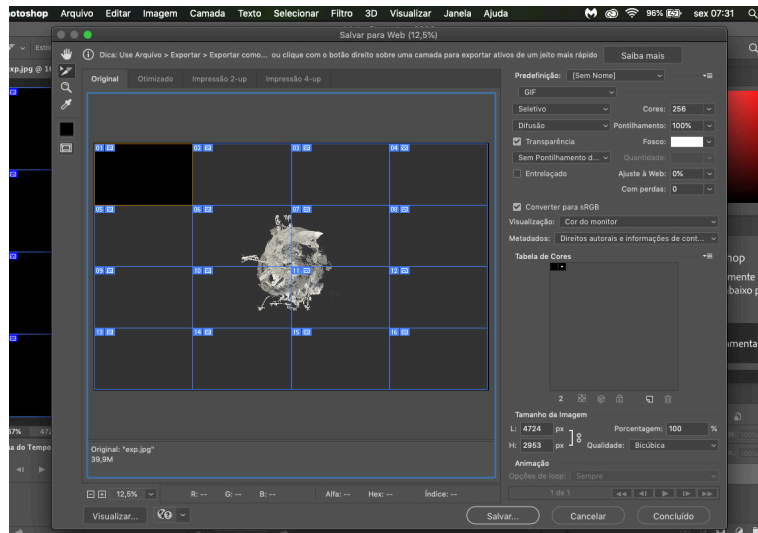 hotoshop Arquivo Editar Imagem Camada Texto Selecionar Filtro 3D Visualizar Janela Ajuda 96% sex 07:31
Salvar para Web (12,5%)
Dica: Use Arquivo > Exportar > Exportar como... ou clique com o botão direito sobre uma camada para exportar ativos de um jeito mais rápido Saiba mais
Estil
xp.jpg @ 16
Original Otimizado Impressão 2-up Impressão 4-up
Predefinição: [Sem Nome]
GIF
Seletivo Cores: 256
Difusão Pontilhamento: 100%
Transparência Fosco:
Sem Pontilhamento d... Quantidade:
Entrelaçado Ajuste à Web: 0%
Com perdas: 0
Converter para sRGB
Visualização: Cor do monitor
Metadados: Direitos autorais e informações de cont...
Tabela de Cores
2
01 02 03 04
05 06 07 08
09 10 11 12
13 14 15 16
hop
mente
baixo p
amenta
Tamanho da Imagem
L: 4724 px Porcentagem: 100 %
H: 2953 px Qualidade: Bicúbica
Animação
Opções de loop: Sempre
1 de 1
Original: "exp.jpg"
39,9M
67% 472
a do Tempo
12,5% R: -- G: -- B: -- Alfa: -- Hex: -- Índice: --
Visualizar... Salvar... Cancelar Concluído